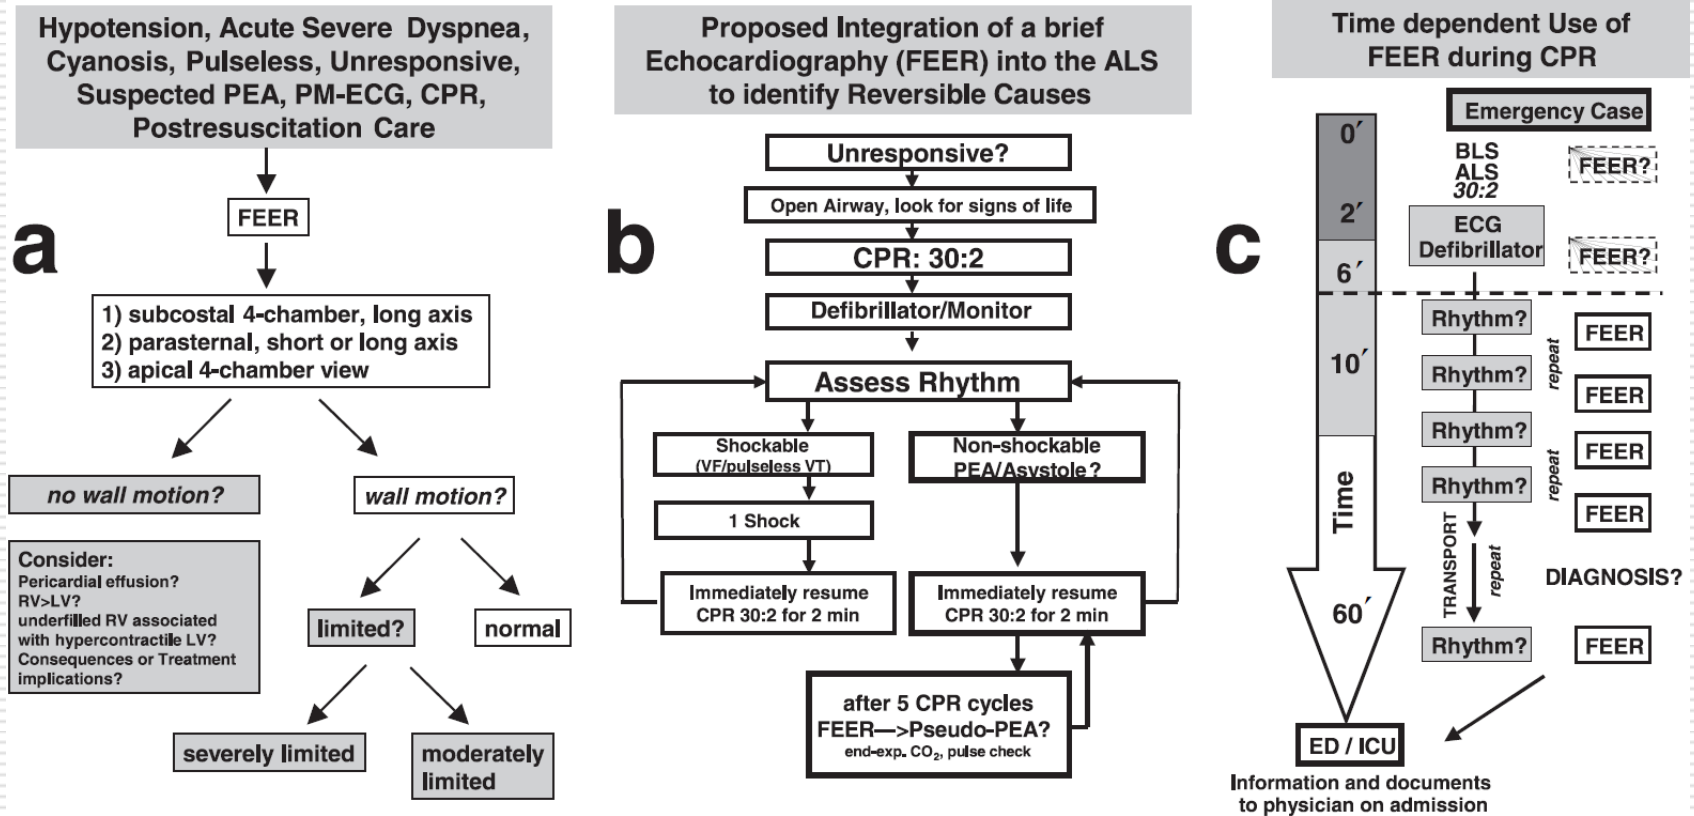 Hypotension, Acute Severe Dyspnea,
Cyanosis, Pulseless, Unresponsive,
Suspected PEA, PM-ECG, CPR,
Postresuscitation Care
FEER
a
1) subcostal 4-chamber, long axis
2) parasternal, short or long axis
3) apical 4-chamber view
no wall motion?
wall motion?
Consider:
Pericardial effusion?
RV>LV?
underfilled RV associated
with hypercontractile LV?
Consequences or Treatment
implications?
limited?
normal
severely limited
moderately
limited
Proposed Integration of a brief
Echocardiography (FEER) into the ALS
to identify Reversible Causes
b
Unresponsive?
Open Airway, look for signs of life
CPR: 30:2
Defibrillator/Monitor
Assess Rhythm
Shockable
(VF/pulseless VT)
1 Shock
Immediately resume
CPR 30:2 for 2 min
Non-shockable
PEA/Asystole?
Immediately resume
CPR 30:2 for 2 min
after 5 CPR cycles
FEER—>Pseudo-PEA?
end-exp. CO₂, pulse check
Time dependent Use of
FEER during CPR
c
Emergency Case
0´
BLS
ALS
30:2
FEER?
2´
ECG
Defibrillator
FEER?
6´
Rhythm?
FEER
10´
repeat
Rhythm?
FEER
Rhythm?
FEER
repeat
Rhythm?
FEER
Time
TRANSPORT
repeat
DIAGNOSIS?
60´
Rhythm?
FEER
ED / ICU
Information and documents
to physician on admission